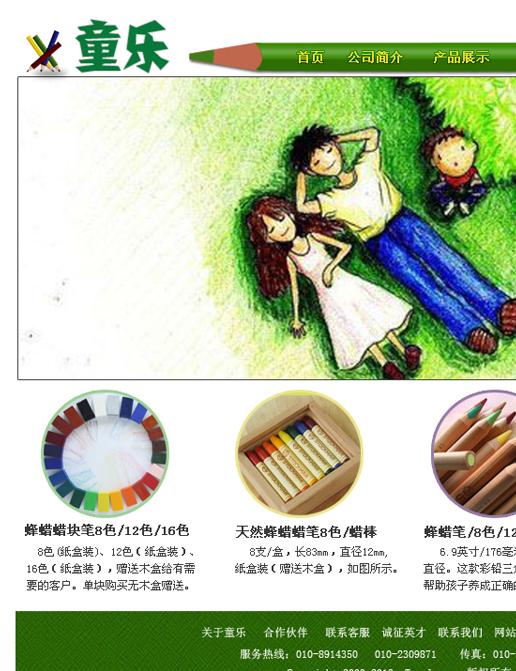 童乐
首页 公司简介 产品展示
蜂蜡蜡块笔8色/12色/16色
8色(纸盒装)、12色(纸盒装)、
16色(纸盒装),赠送木盒给有需
要的客户。单块购买无木盒赠送。
天然蜂蜡蜡笔8色/蜡棒
8支/盒,长83mm,直径12mm,
纸盒装(赠送木盒),如图所示。
蜂蜡笔/8色/12
6.9英寸/176毫
直径。这款彩铅三
帮助孩子养成正确的
关于童乐 合作伙伴 联系客服 诚征英才 联系我们 网站
服务热线：010-8914350 010-2309871 传真：010-